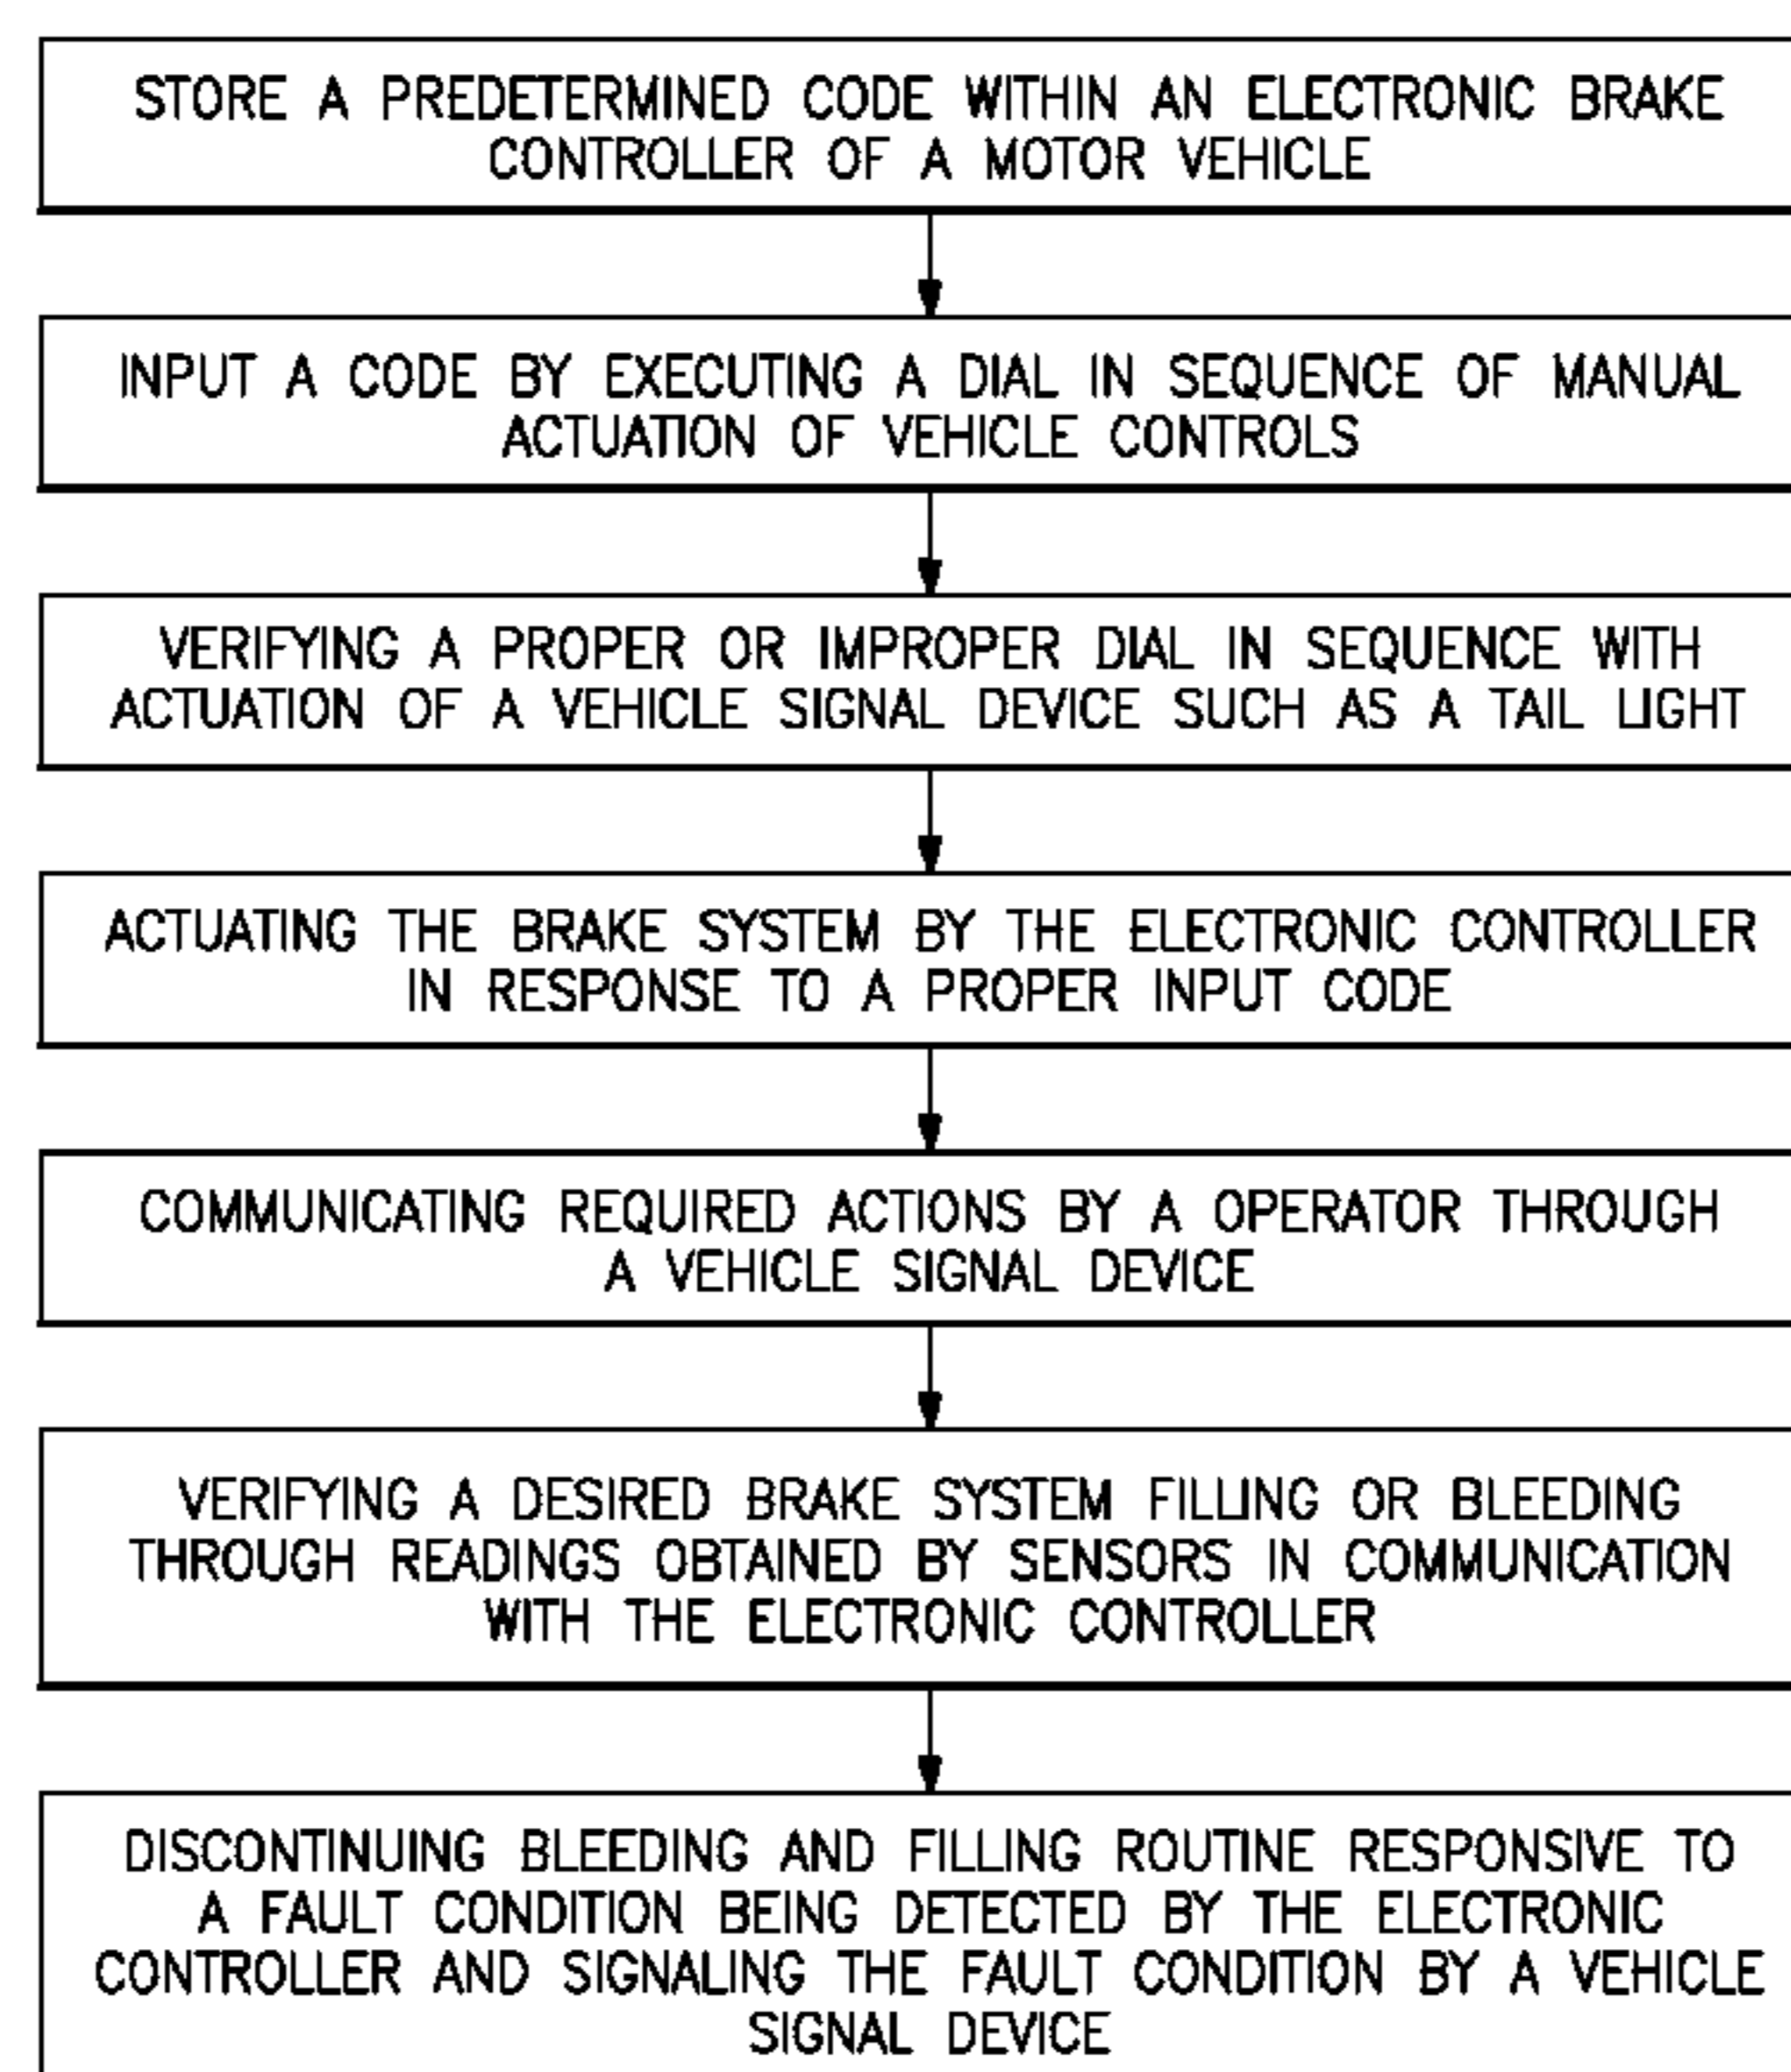 STORE A PREDETERMINED CODE WITHIN AN ELECTRONIC BRAKE
CONTROLLER OF A MOTOR VEHICLE
INPUT A CODE BY EXECUTING A DIAL IN SEQUENCE OF MANUAL
ACTUATION OF VEHICLE CONTROLS
VERIFYING A PROPER OR IMPROPER DIAL IN SEQUENCE WITH
ACTUATION OF A VEHICLE SIGNAL DEVICE SUCH AS A TAIL LIGHT
ACTUATING THE BRAKE SYSTEM BY THE ELECTRONIC CONTROLLER
IN RESPONSE TO A PROPER INPUT CODE
COMMUNICATING REQUIRED ACTIONS BY A OPERATOR THROUGH
A VEHICLE SIGNAL DEVICE
VERIFYING A DESIRED BRAKE SYSTEM FILLING OR BLEEDING
THROUGH READINGS OBTAINED BY SENSORS IN COMMUNICATION
WITH THE ELECTRONIC CONTROLLER
DISCONTINUING BLEEDING AND FILLING ROUTINE RESPONSIVE TO
A FAULT CONDITION BEING DETECTED BY THE ELECTRONIC
CONTROLLER AND SIGNALING THE FAULT CONDITION BY A VEHICLE
SIGNAL DEVICE